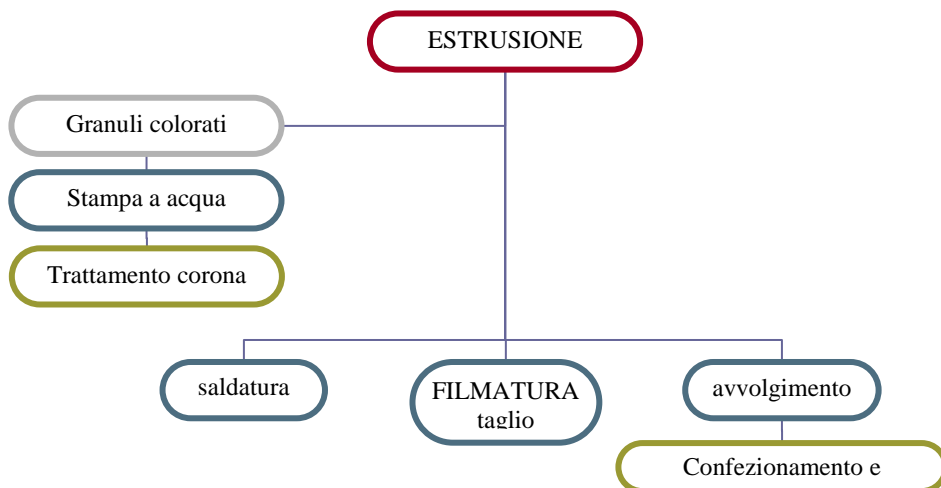 ESTRUSIONE
Granuli colorati
Stampa a acqua
Trattamento corona
saldatura
FILMATURA
taglio
avvolgimento
Confezionamento e